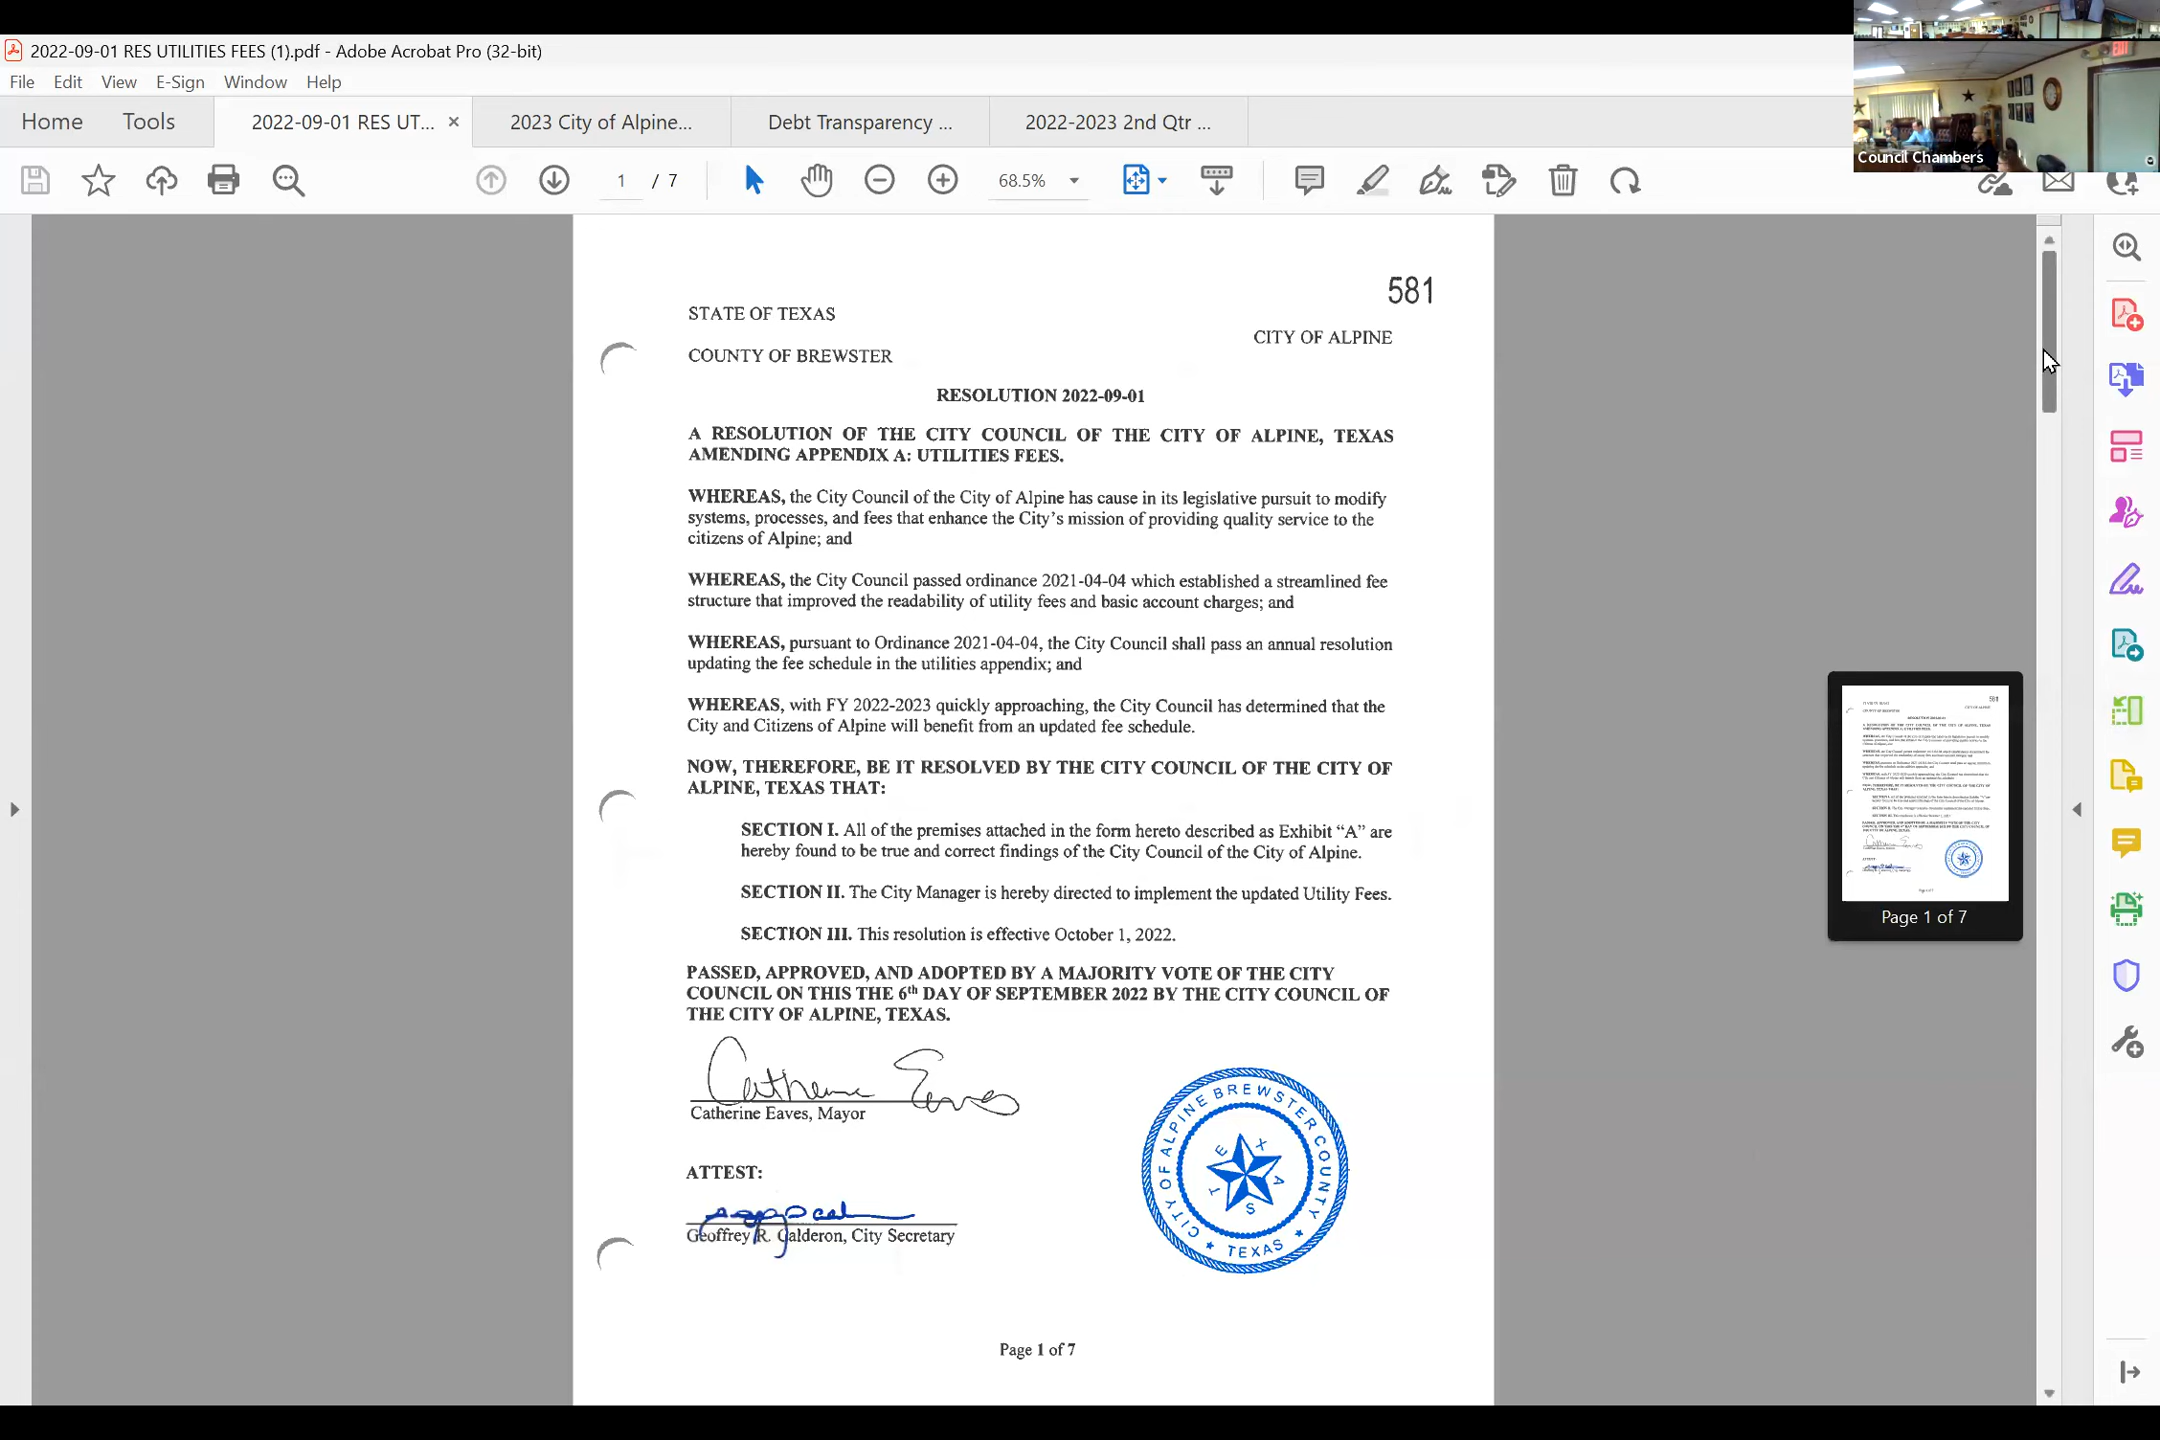 2022-09-01 RES UTILITIES FEES (1).pdf - Adobe Acrobat Pro (32-bit)
File Edit View E-Sign Window Help
Home Tools 2022-09-01 RES UT... × 2023 City of Alpine... Debt Transparency ... 2022-2023 2nd Qtr ...
1 / 7 68.5%
Council Chambers
581
STATE OF TEXAS
CITY OF ALPINE
COUNTY OF BREWSTER
RESOLUTION 2022-09-01
A RESOLUTION OF THE CITY COUNCIL OF THE CITY OF ALPINE, TEXAS
AMENDING APPENDIX A: UTILITIES FEES.
WHEREAS, the City Council of the City of Alpine has cause in its legislative pursuit to modify
systems, processes, and fees that enhance the City's mission of providing quality service to the
citizens of Alpine; and
WHEREAS, the City Council passed ordinance 2021-04-04 which established a streamlined fee
structure that improved the readability of utility fees and basic account charges; and
WHEREAS, pursuant to Ordinance 2021-04-04, the City Council shall pass an annual resolution
updating the fee schedule in the utilities appendix; and
WHEREAS, with FY 2022-2023 quickly approaching, the City Council has determined that the
City and Citizens of Alpine will benefit from an updated fee schedule.
NOW, THEREFORE, BE IT RESOLVED BY THE CITY COUNCIL OF THE CITY OF
ALPINE, TEXAS THAT:
SECTION I. All of the premises attached in the form hereto described as Exhibit "A" are
hereby found to be true and correct findings of the City Council of the City of Alpine.
SECTION II. The City Manager is hereby directed to implement the updated Utility Fees.
SECTION III. This resolution is effective October 1, 2022.
PASSED, APPROVED, AND ADOPTED BY A MAJORITY VOTE OF THE CITY
COUNCIL ON THIS THE 6th DAY OF SEPTEMBER 2022 BY THE CITY COUNCIL OF
THE CITY OF ALPINE, TEXAS.
Catherine Eaves
Catherine Eaves, Mayor
ATTEST:
Geoffrey R. Calderon, City Secretary
CITY OF ALPINE BREWSTER COUNTY
TEXAS
★ TEXAS ★
Page 1 of 7
Page 1 of 7